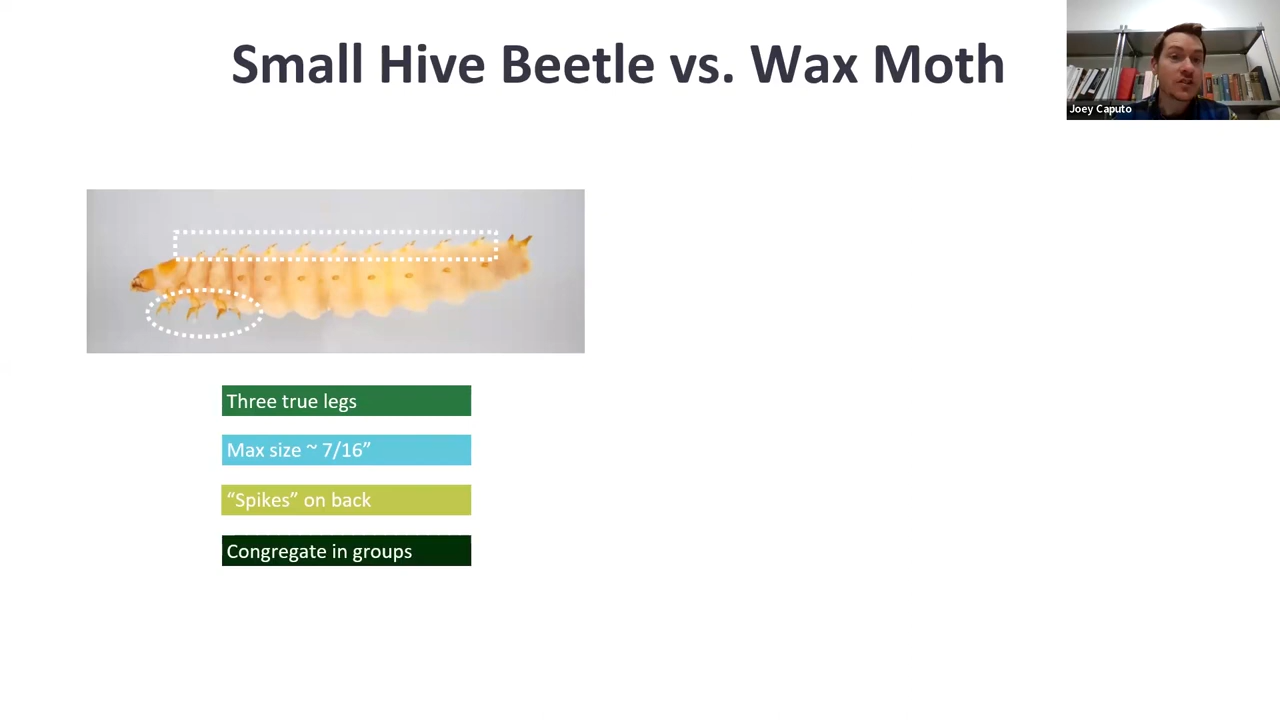 Small Hive Beetle vs. Wax Moth
Joey Caputo
Three true legs
Max size ~ 7/16”
“Spikes” on back
Congregate in groups